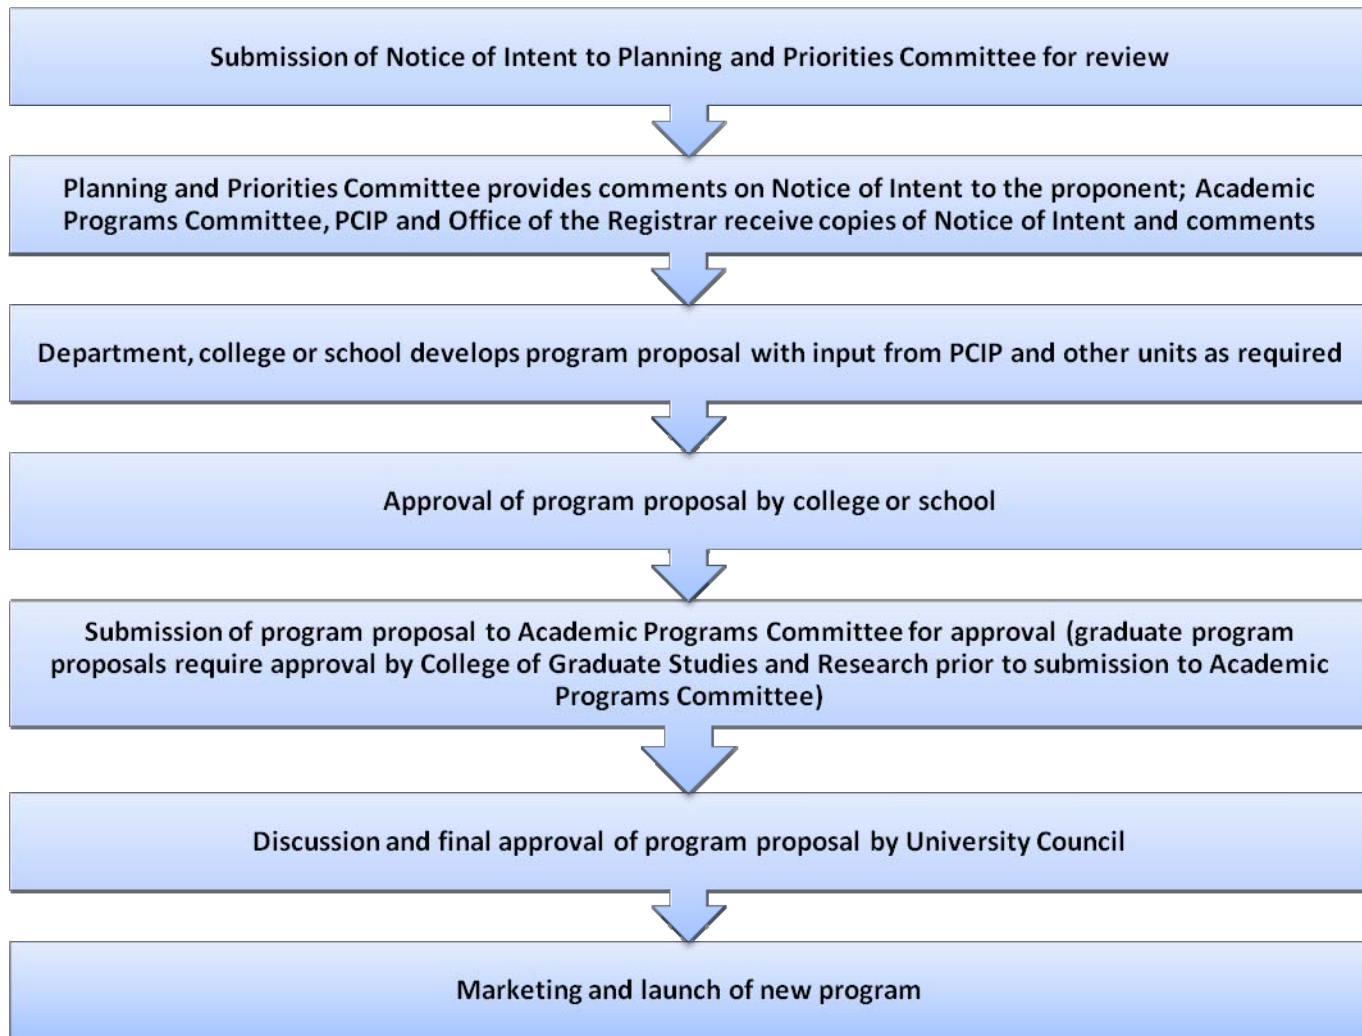 Submission of Notice of Intent to Planning and Priorities Committee for review
Planning and Priorities Committee provides comments on Notice of Intent to the proponent; Academic
Programs Committee, PCIP and Office of the Registrar receive copies of Notice of Intent and comments
Department, college or school develops program proposal with input from PCIP and other units as required
Approval of program proposal by college or school
Submission of program proposal to Academic Programs Committee for approval (graduate program
proposals require approval by College of Graduate Studies and Research prior to submission to Academic
Programs Committee)
Discussion and final approval of program proposal by University Council
Marketing and launch of new program